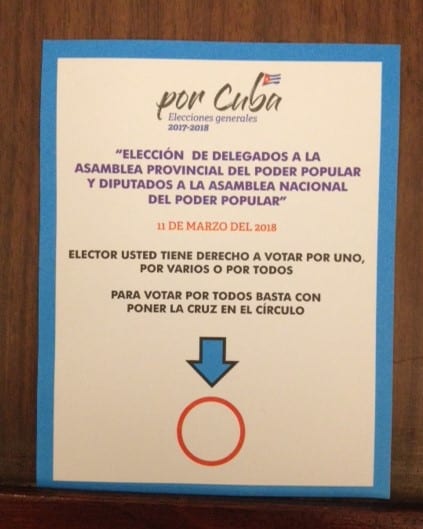 por Cuba
Elecciones generales
2017-2018
"ELECCIÓN DE DELEGADOS A LA
ASAMBLEA PROVINCIAL DEL PODER POPULAR
Y DIPUTADOS A LA ASAMBLEA NACIONAL
DEL PODER POPULAR"
11 DE MARZO DEL 2018
ELECTOR USTED TIENE DERECHO A VOTAR POR UNO,
POR VARIOS O POR TODOS
PARA VOTAR POR TODOS BASTA CON
PONER LA CRUZ EN EL CÍRCULO